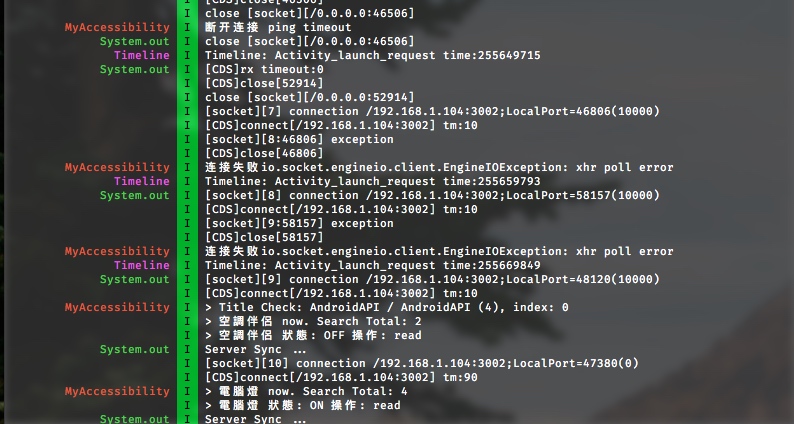 [CDS]close[46506]
I close [socket][/0.0.0.0:46506]
MyAccessibility I 断开连接 ping timeout
System.out I close [socket][/0.0.0.0:46506]
Timeline I Timeline: Activity_launch_request time:255649715
System.out I [CDS]rx timeout:0
I [CDS]close[52914]
I close [socket][/0.0.0.0:52914]
I [socket][7] connection /192.168.1.104:3002;LocalPort=46806(10000)
I [CDS]connect[/192.168.1.104:3002] tm:10
I [socket][8:46806] exception
I [CDS]close[46806]
MyAccessibility I 连接失败io.socket.engineio.client.EngineIOException: xhr poll error
Timeline I Timeline: Activity_launch_request time:255659793
System.out I [socket][8] connection /192.168.1.104:3002;LocalPort=58157(10000)
I [CDS]connect[/192.168.1.104:3002] tm:10
I [socket][9:58157] exception
I [CDS]close[58157]
MyAccessibility I 连接失败io.socket.engineio.client.EngineIOException: xhr poll error
Timeline I Timeline: Activity_launch_request time:255669849
System.out I [socket][9] connection /192.168.1.104:3002;LocalPort=48120(10000)
I [CDS]connect[/192.168.1.104:3002] tm:10
MyAccessibility I > Title Check: AndroidAPI / AndroidAPI (4), index: 0
I > 空調伴侶 now. Search Total: 2
I > 空調伴侶 狀態: OFF 操作: read
System.out I Server Sync ...
I [socket][10] connection /192.168.1.104:3002;LocalPort=47380(0)
I [CDS]connect[/192.168.1.104:3002] tm:90
MyAccessibility I > 電腦燈 now. Search Total: 4
I > 電腦燈 狀態: ON 操作: read
System.out I Server Sync ...